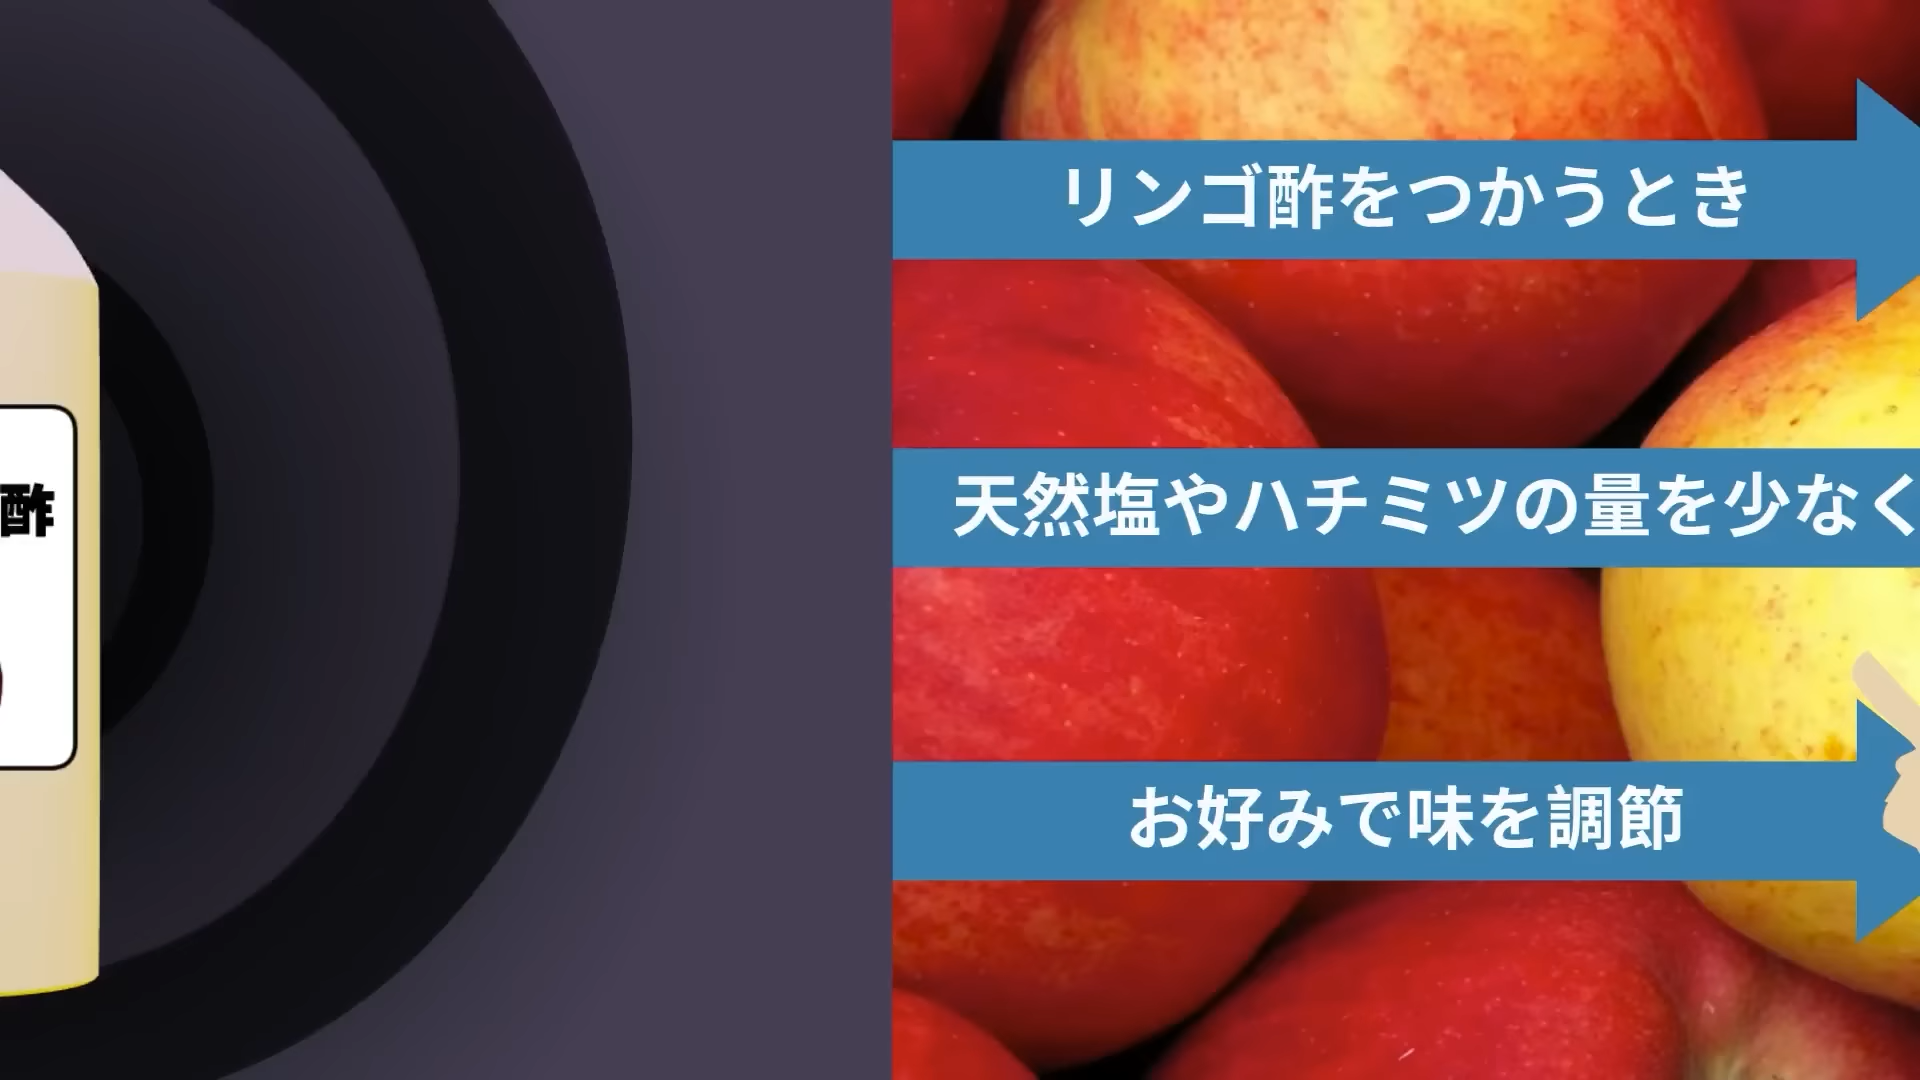 酢
リンゴ酢をつかうとき
天然塩やハチミツの量を少なく
お好みで味を調節